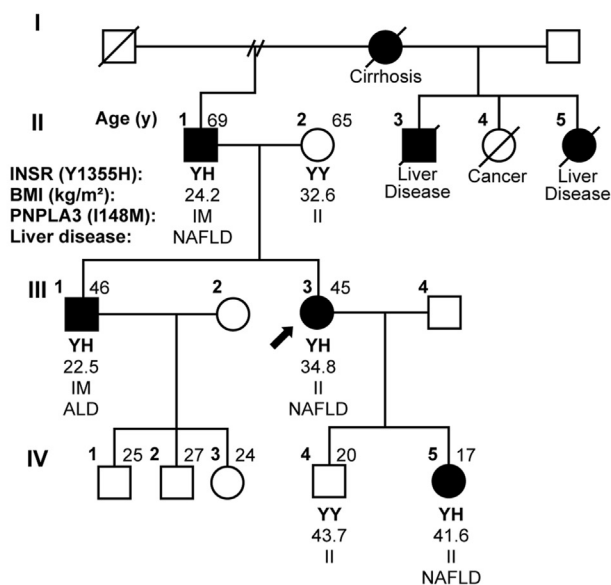 I
Cirrhosis
II Age (y) 1 69 2 65 3 4 5
INSR (Y1355H): YH YY Liver Disease Cancer Liver Disease
BMI (kg/m²): 24.2 32.6
PNPLA3 (I148M): IM II
Liver disease: NAFLD
III 1 46 2 3 45 4
YH YH
22.5 34.8
IM II
ALD NAFLD
IV 1 25 2 27 3 24 4 20 5 17
YY YH
43.7 41.6
II II
NAFLD